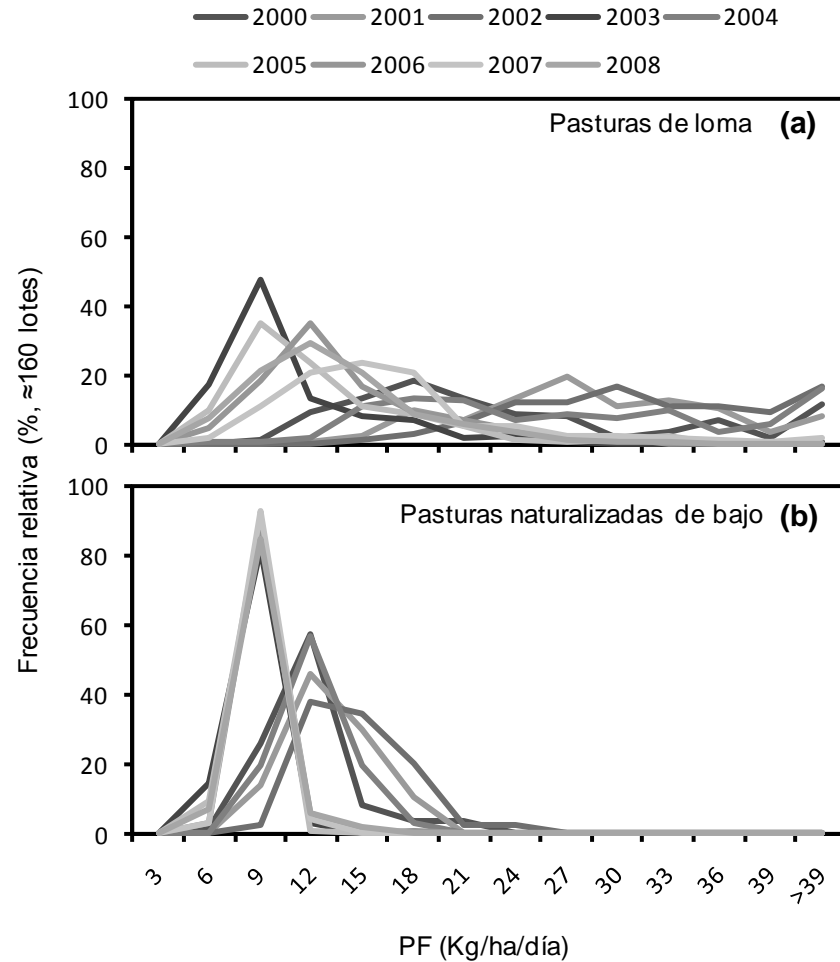 2000 2001 2002 2003 2004
2005 2006 2007 2008
100
80
60
40
20
0
Pasturas de loma (a)
Frecuencia relativa (%, ≈160 lotes)
100
80
60
40
20
0
Pasturas naturalizadas de bajo (b)
3 6 9 12 15 18 21 24 27 30 33 36 39 >39
PF (Kg/ha/día)